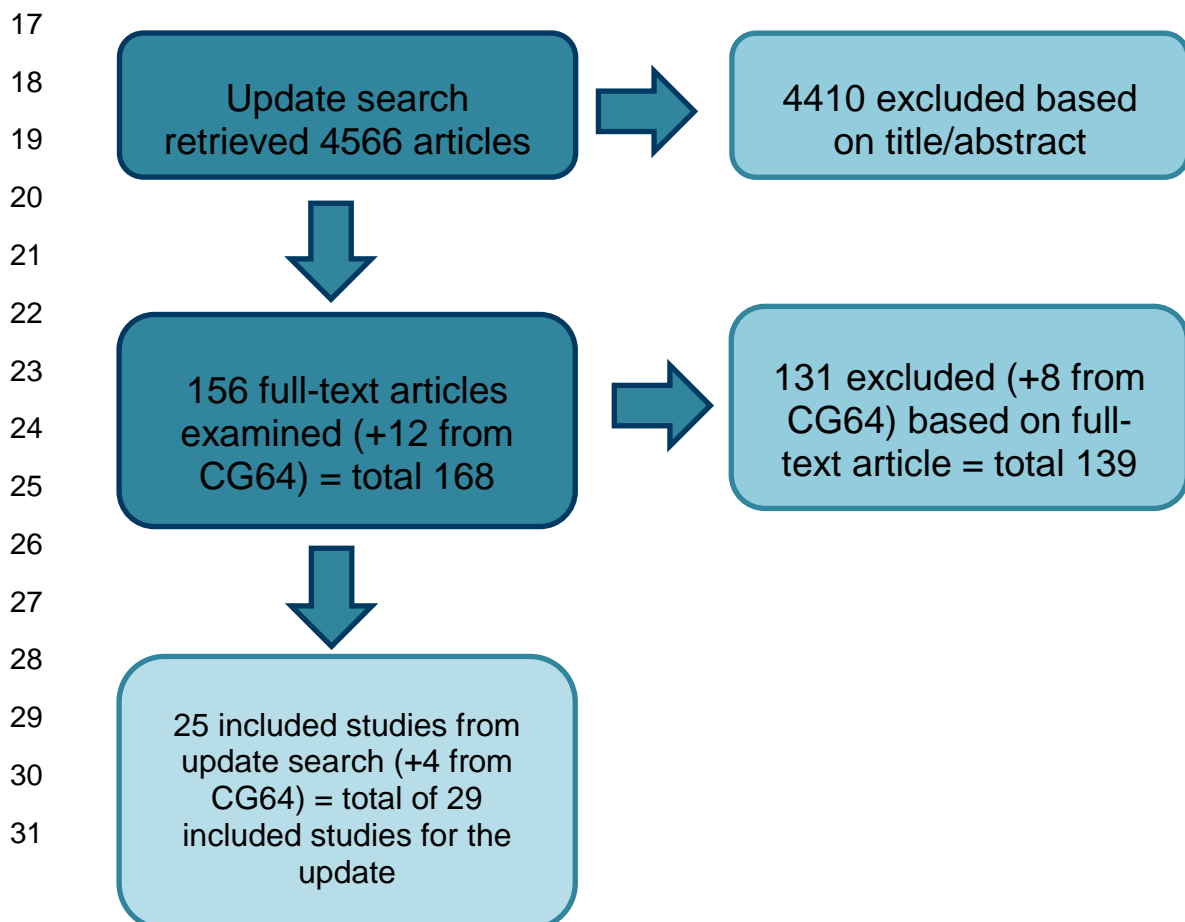 17
18
19
20
21
22
23
24
25
26
27
28
29
30
31
Update search
retrieved 4566 articles
4410 excluded based
on title/abstract
156 full-text articles
examined (+12 from
CG64) = total 168
131 excluded (+8 from
CG64) based on full-
text article = total 139
25 included studies from
update search (+4 from
CG64) = total of 29
included studies for the
update